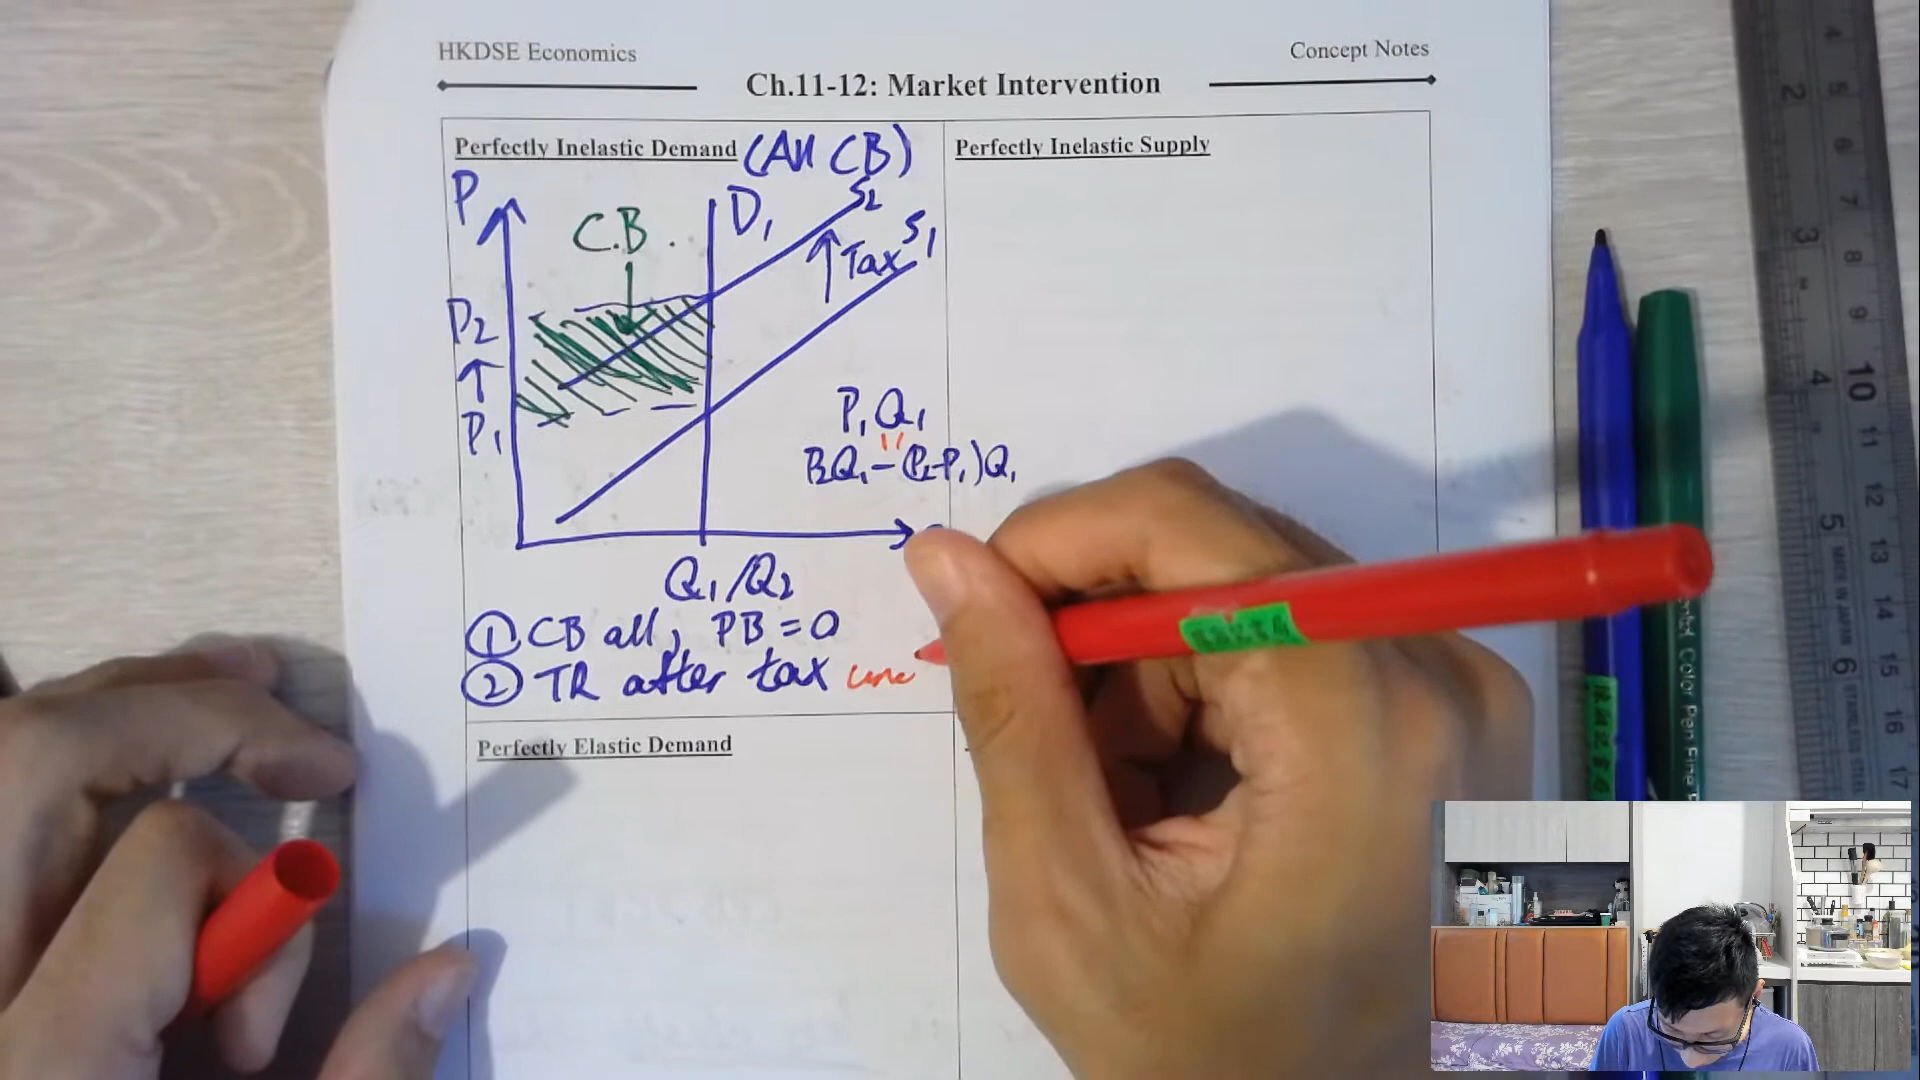 HKDSE Economics
Concept Notes
Ch.11-12: Market Intervention
Perfectly Inelastic Demand (All CB)
Perfectly Inelastic Supply
P
C.B.
D1
S2
S1
Tax
P2
↑
P1
P1Q1
"
P2Q1-(P2-P1)Q1
Q1/Q2
① CB all, PB = 0
② TR after tax unc
Perfectly Elastic Demand